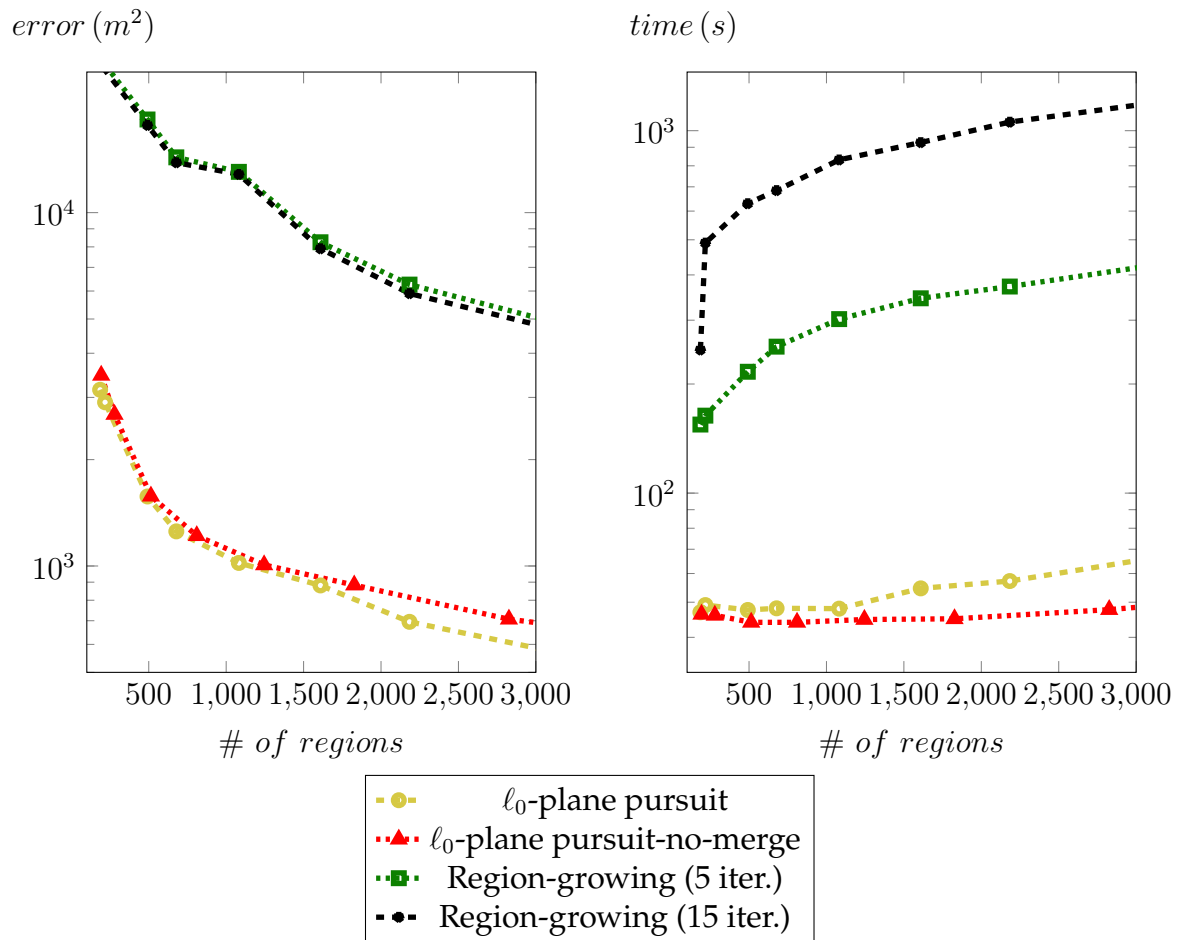 error (m²)
10⁴
10³
500 1,000 1,500 2,000 2,500 3,000
# of regions
time (s)
10³
10²
500 1,000 1,500 2,000 2,500 3,000
# of regions
ℓ₀-plane pursuit
ℓ₀-plane pursuit-no-merge
Region-growing (5 iter.)
Region-growing (15 iter.)